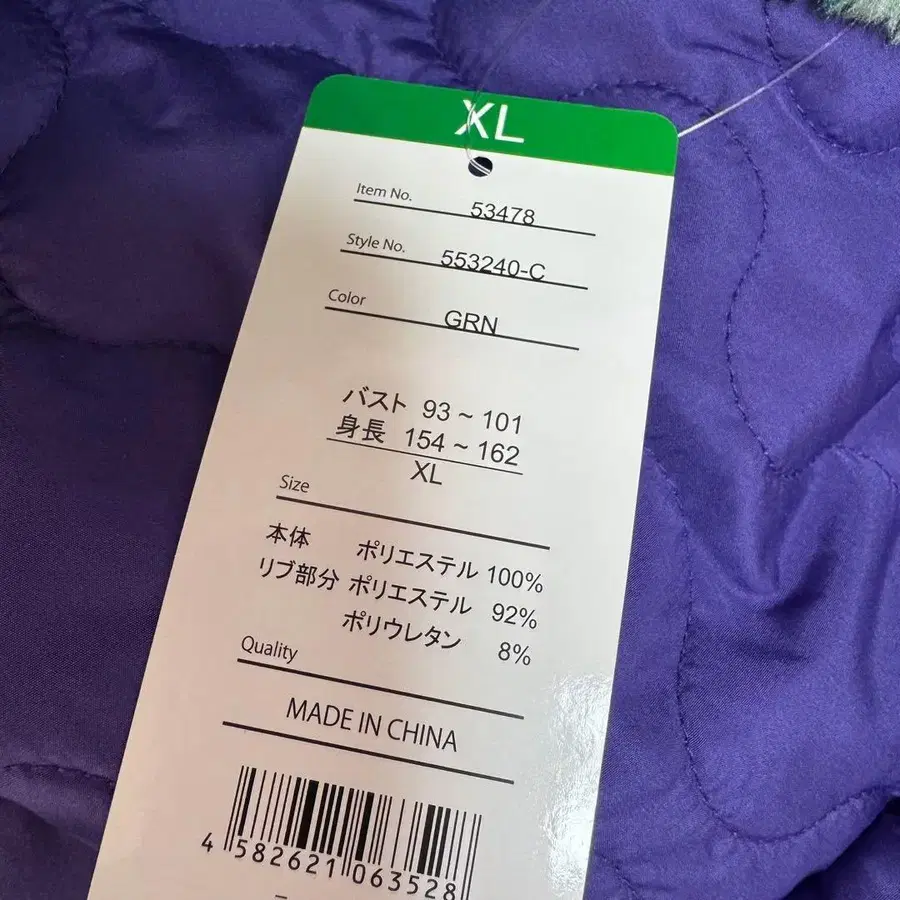 XL
Item No. 53478
Style No. 553240-C
Color GRN
バスト 93 ~ 101
身長 154 ~ 162
XL
Size
本体 ポリエステル 100%
リブ部分 ポリエステル 92%
ポリウレタン 8%
Quality
MADE IN CHINA
4 582621 063528